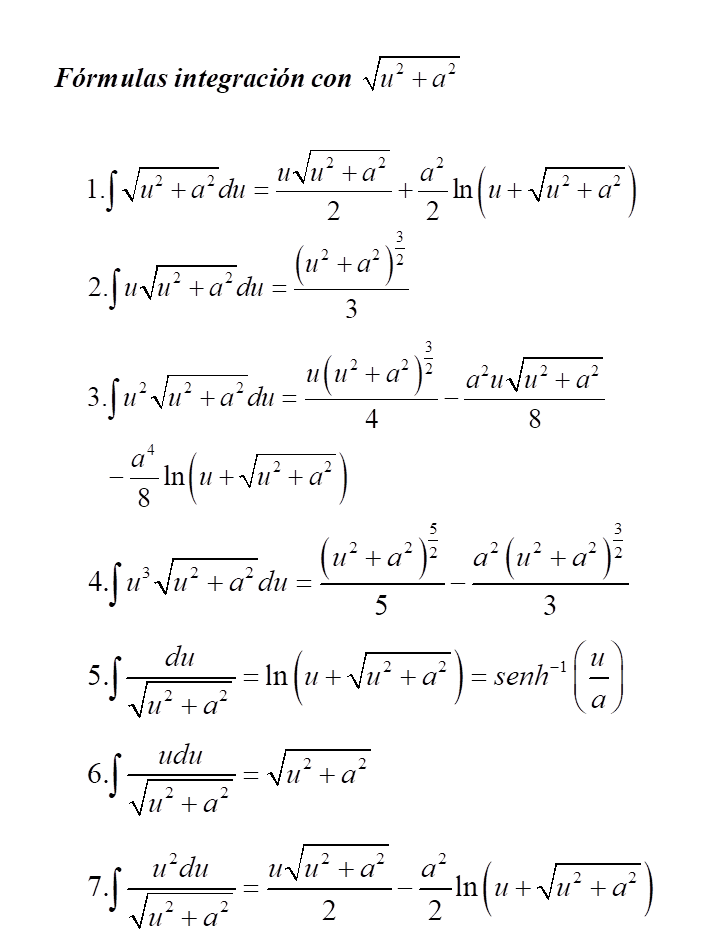 Fórmulas integración con √(u² + a²)
1.∫√(u² + a²)du = u√(u² + a²)/2 + a²/2 ln(u + √(u² + a²))
2.∫u√(u² + a²)du = (u² + a²)^(3/2)/3
3.∫u²√(u² + a²)du = u(u² + a²)^(3/2)/4 − a²u√(u² + a²)/8
− a⁴/8 ln(u + √(u² + a²))
4.∫u³√(u² + a²)du = (u² + a²)^(5/2)/5 − a²(u² + a²)^(3/2)/3
5.∫du/√(u² + a²) = ln(u + √(u² + a²)) = senh⁻¹(u/a)
6.∫udu/√(u² + a²) = √(u² + a²)
7.∫u²du/√(u² + a²) = u√(u² + a²)/2 − a²/2 ln(u + √(u² + a²))